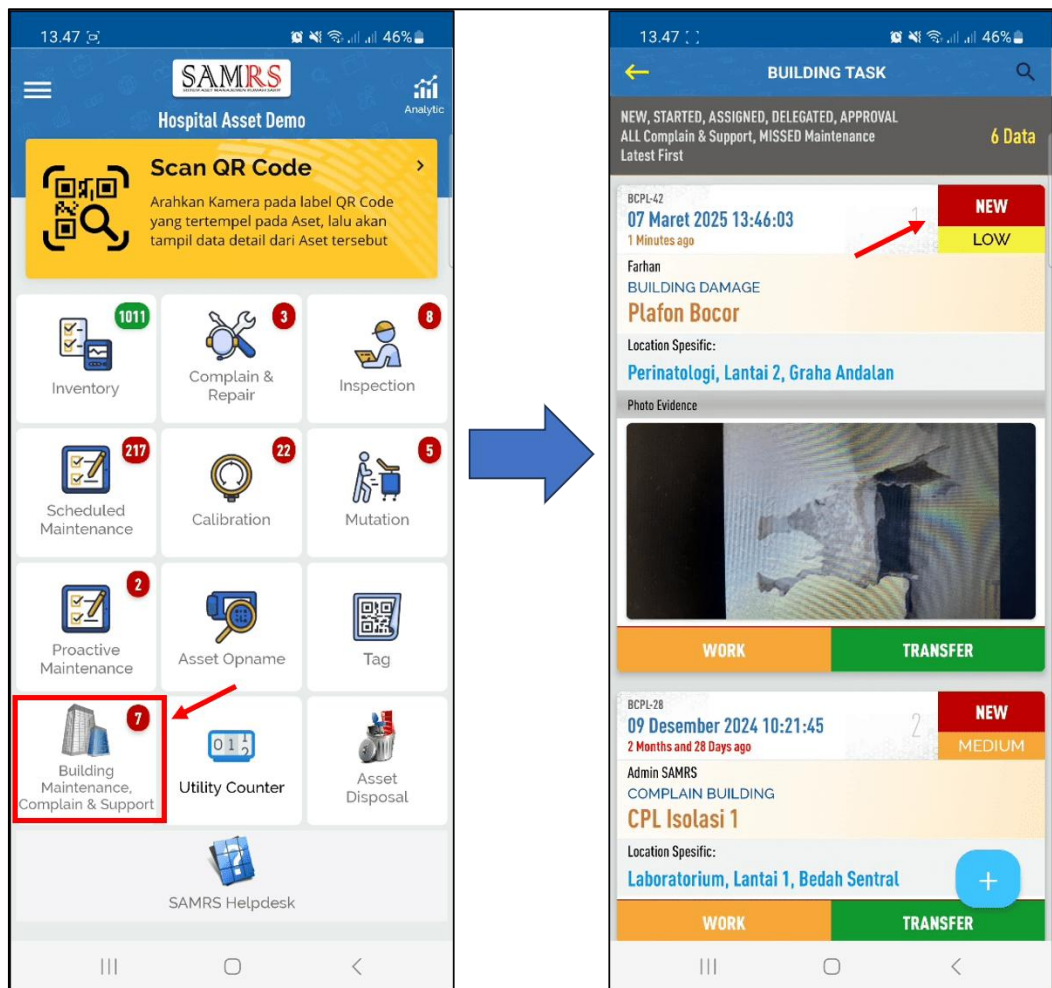 13.47
46%
SAMRS
Analytic
Hospital Asset Demo
Scan QR Code
Arahkan Kamera pada label QR Code
yang tertempel pada Aset, lalu akan
tampil data detail dari Aset tersebut
1011
Inventory
3
Complain &
Repair
8
Inspection
217
Scheduled
Maintenance
22
Calibration
5
Mutation
2
Proactive
Maintenance
Asset Opname
Tag
7
Building
Maintenance,
Complain & Support
Utility Counter
Asset
Disposal
SAMRS Helpdesk
13.47
46%
BUILDING TASK
NEW, STARTED, ASSIGNED, DELEGATED, APPROVAL
ALL Complain & Support, MISSED Maintenance
Latest First
6 Data
BCPL-42
07 Maret 2025 13:46:03
1 Minutes ago
1
NEW
LOW
Farhan
BUILDING DAMAGE
Plafon Bocor
Location Spesific:
Perinatologi, Lantai 2, Graha Andalan
Photo Evidence
WORK
TRANSFER
BCPL-28
09 Desember 2024 10:21:45
2 Months and 28 Days ago
2
NEW
MEDIUM
Admin SAMRS
COMPLAIN BUILDING
CPL Isolasi 1
Location Spesific:
Laboratorium, Lantai 1, Bedah Sentral
+
WORK
TRANSFER